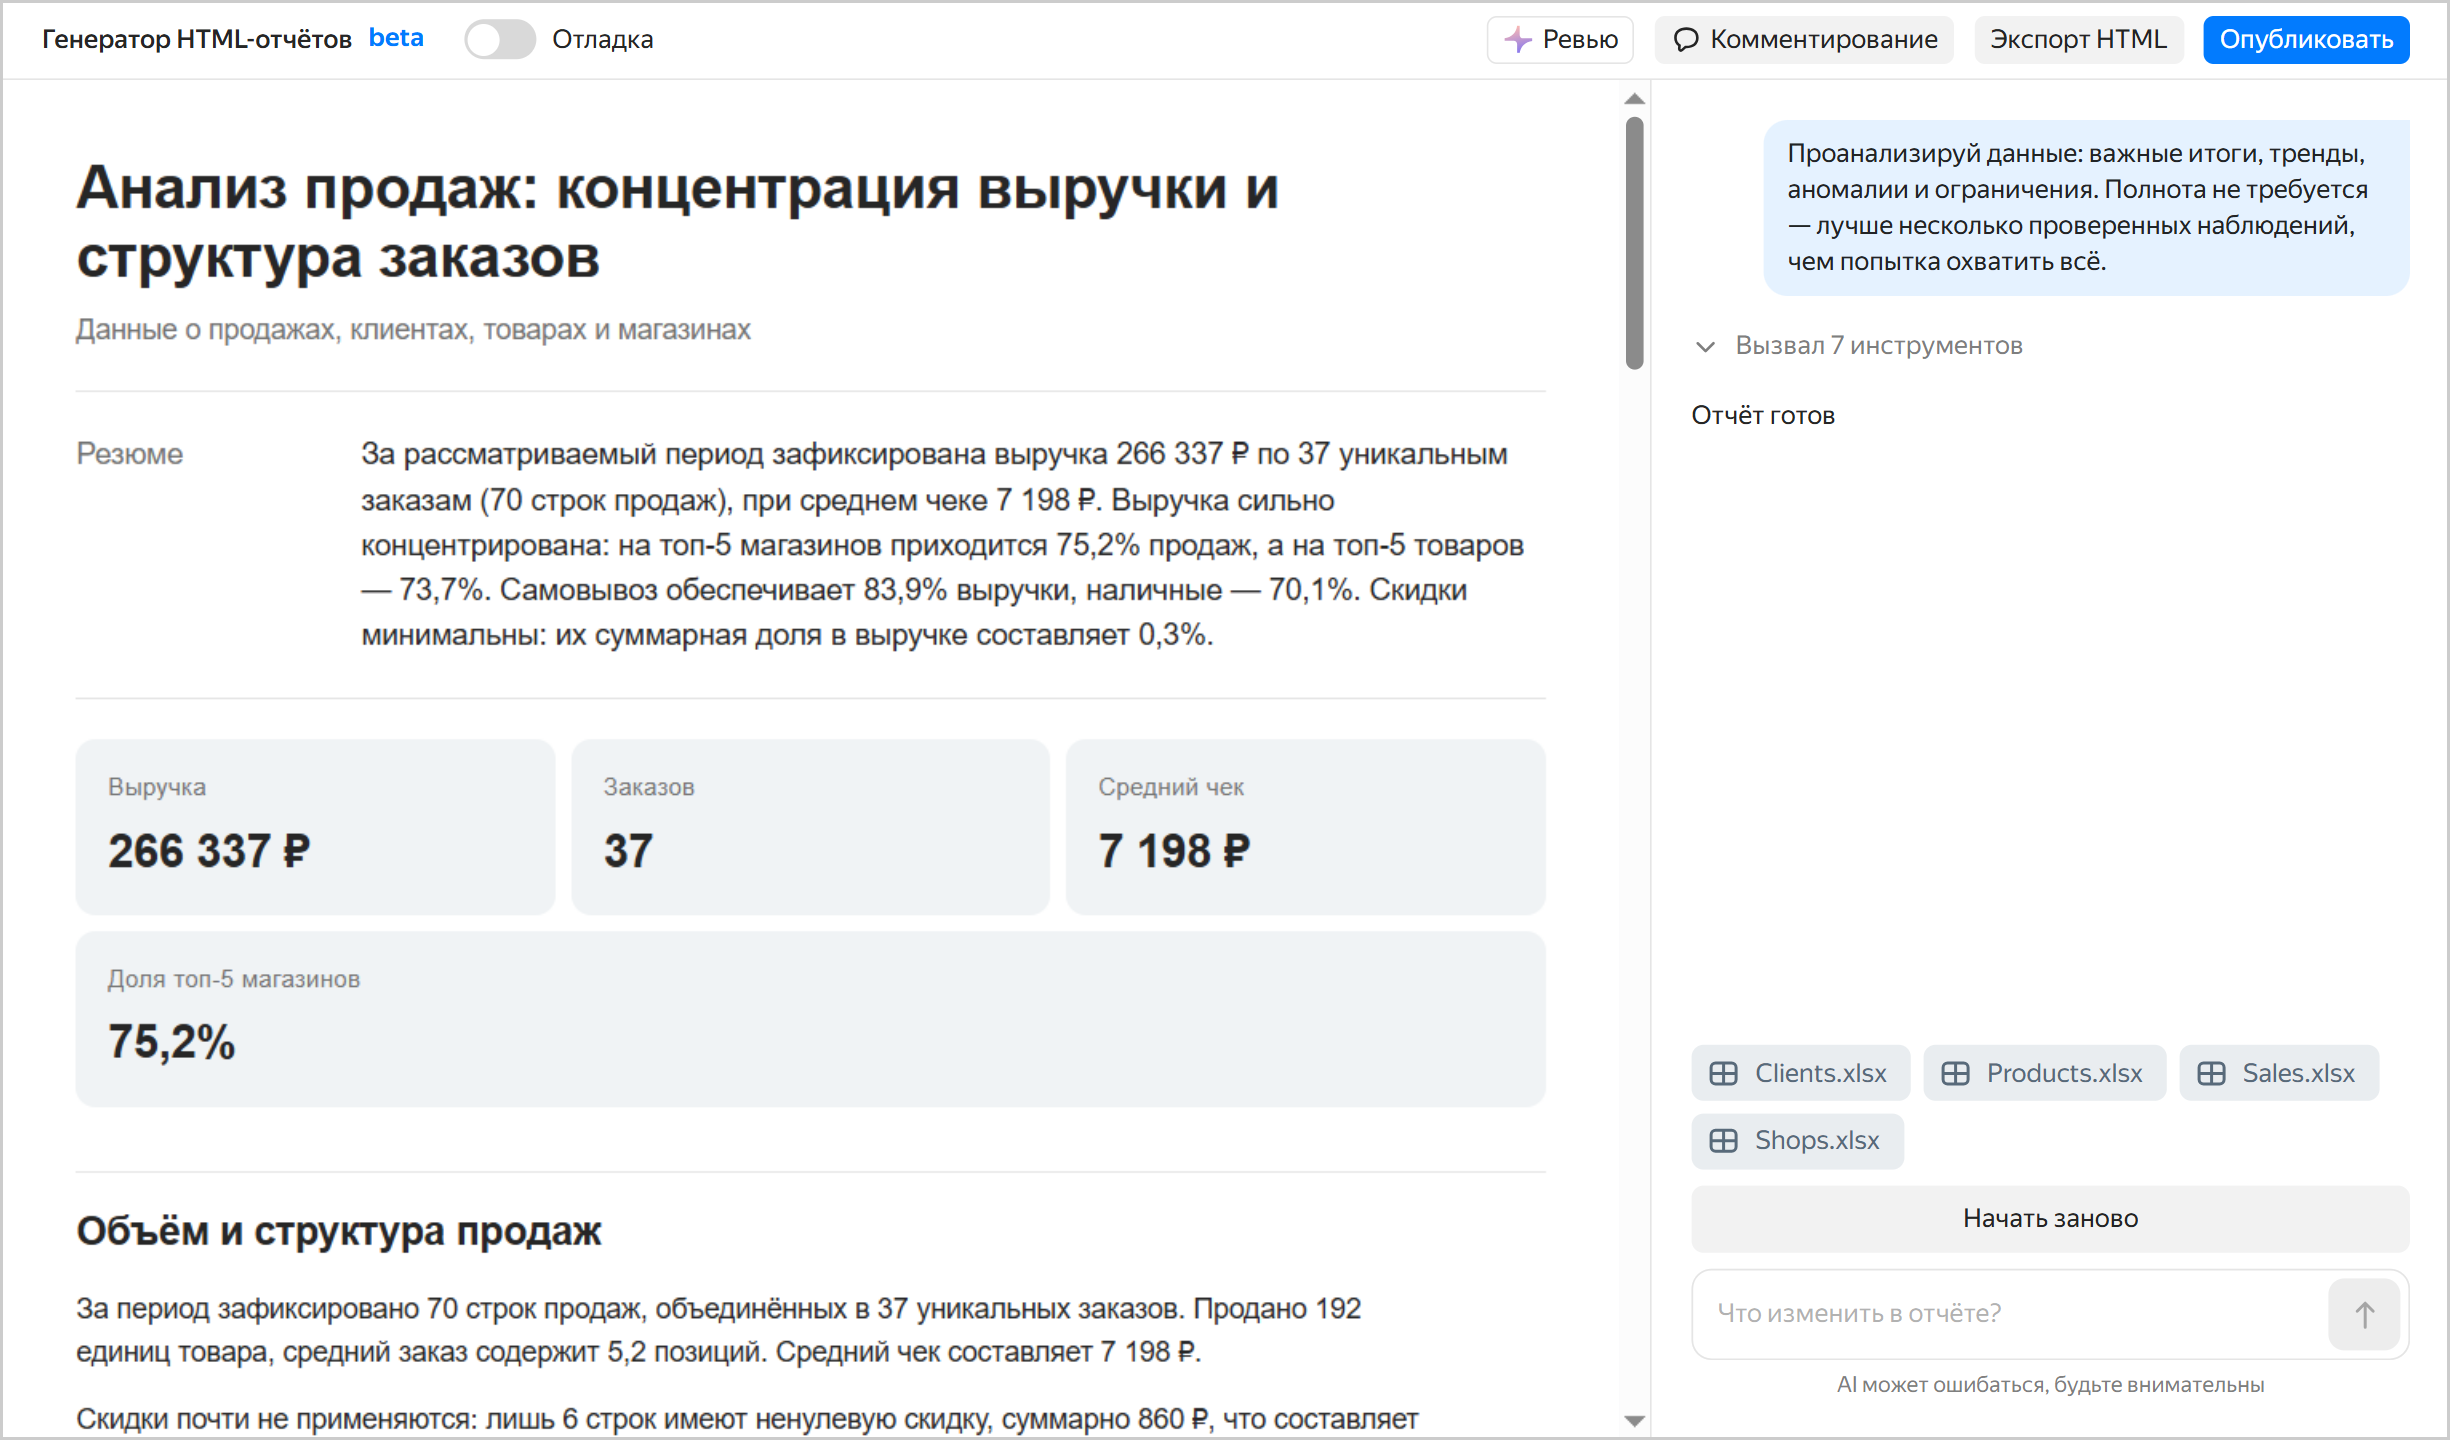 Генератор HTML-отчётов beta Отладка
Ревью Комментирование Экспорт HTML Опубликовать
Анализ продаж: концентрация выручки и
структура заказов
Данные о продажах, клиентах, товарах и магазинах
Резюме
За рассматриваемый период зафиксирована выручка 266 337 ₽ по 37 уникальным
заказам (70 строк продаж), при среднем чеке 7 198 ₽. Выручка сильно
концентрирована: на топ-5 магазинов приходится 75,2% продаж, а на топ-5 товаров
— 73,7%. Самовывоз обеспечивает 83,9% выручки, наличные — 70,1%. Скидки
минимальны: их суммарная доля в выручке составляет 0,3%.
Выручка
266 337 ₽
Заказов
37
Средний чек
7 198 ₽
Доля топ-5 магазинов
75,2%
Объём и структура продаж
За период зафиксировано 70 строк продаж, объединённых в 37 уникальных заказов. Продано 192
единиц товара, средний заказ содержит 5,2 позиций. Средний чек составляет 7 198 ₽.
Скидки почти не применяются: лишь 6 строк имеют ненулевую скидку, суммарно 860 ₽, что составляет
Проанализируй данные: важные итоги, тренды,
аномалии и ограничения. Полнота не требуется
— лучше несколько проверенных наблюдений,
чем попытка охватить всё.
Вызвал 7 инструментов
Отчёт готов
Clients.xlsx Products.xlsx Sales.xlsx
Shops.xlsx
Начать заново
Что изменить в отчёте?
AI может ошибаться, будьте внимательны